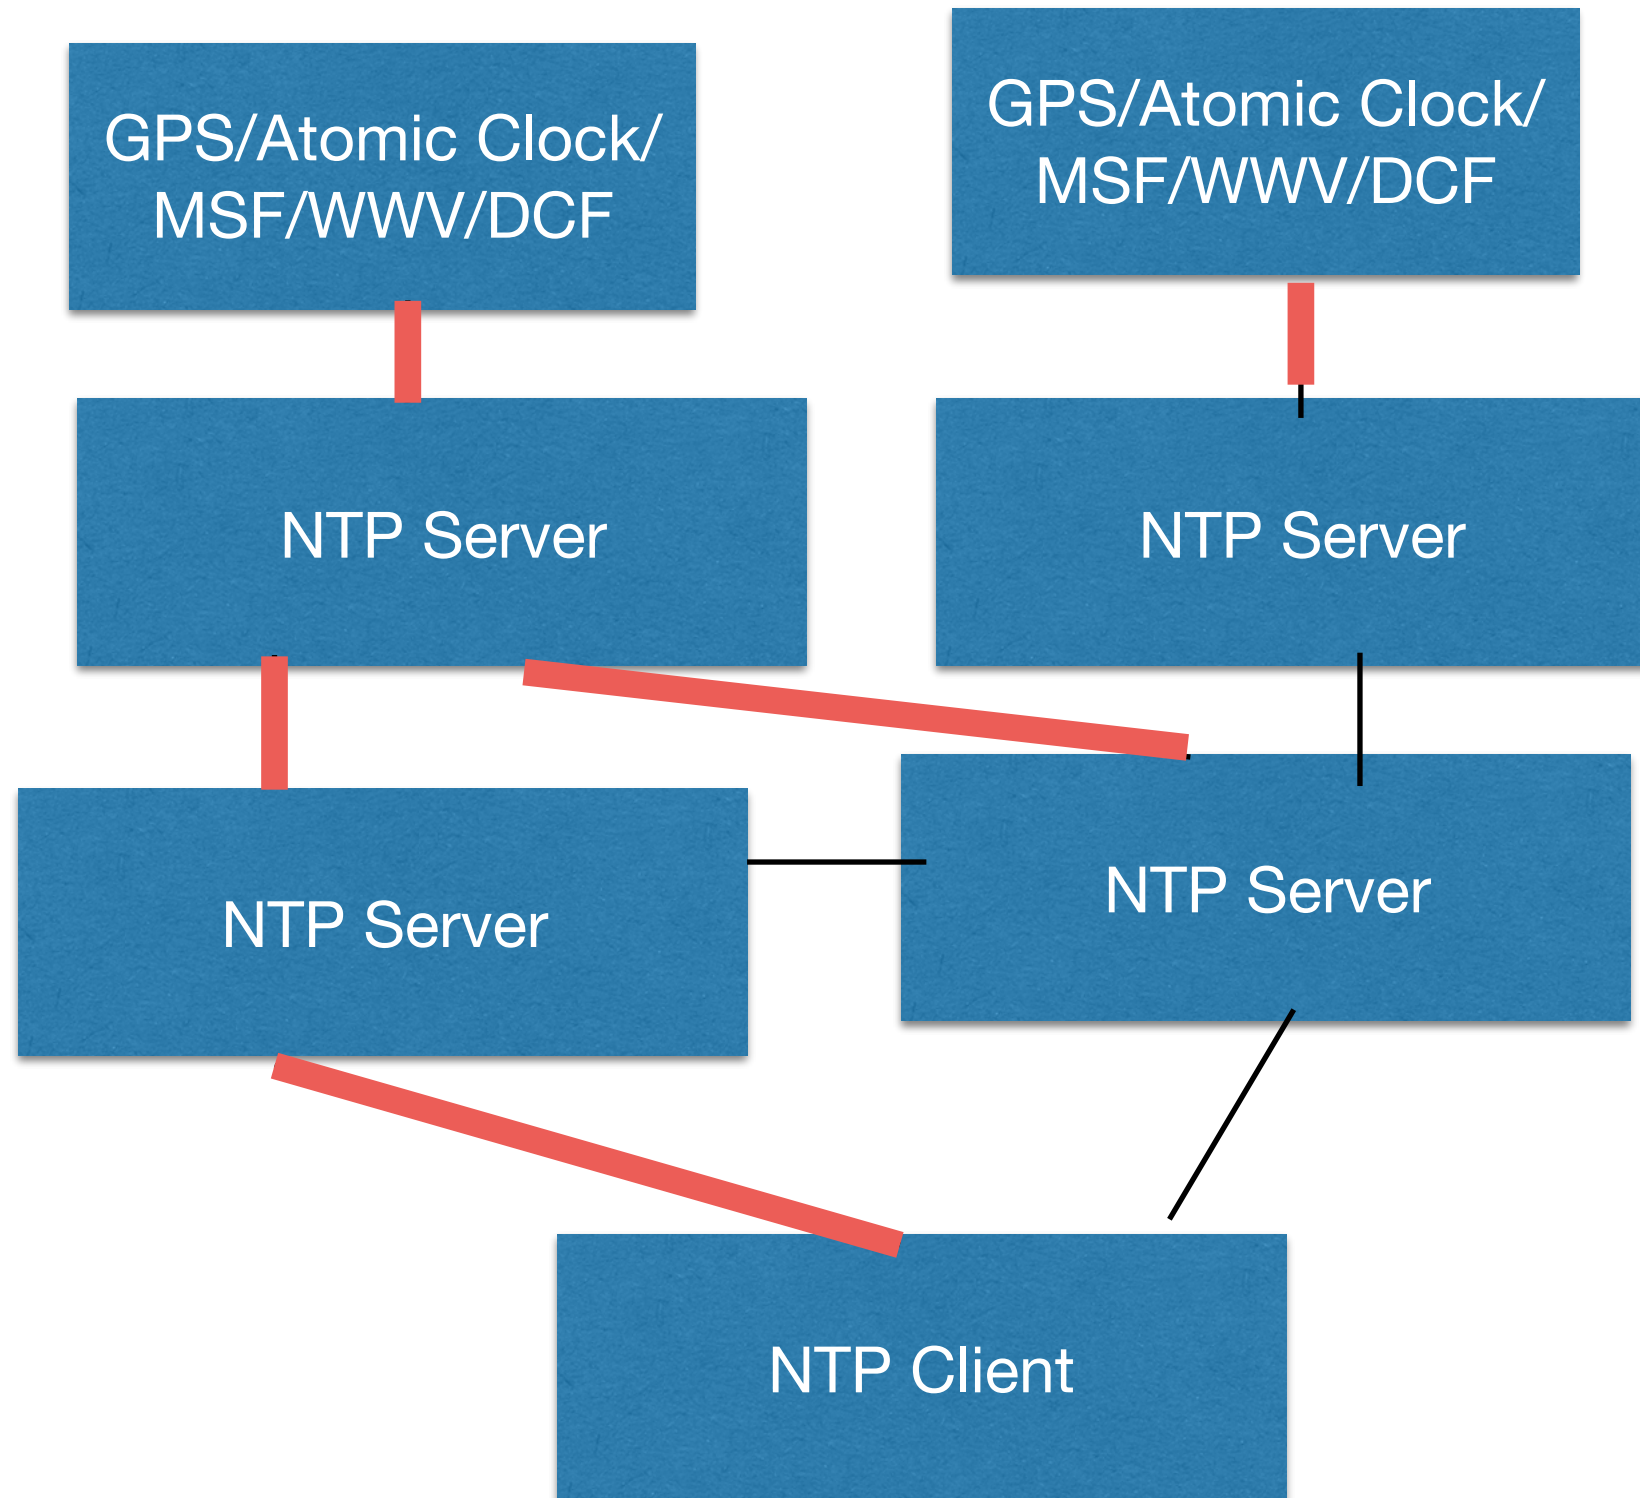 GPS/Atomic Clock/
MSF/WWV/DCF
GPS/Atomic Clock/
MSF/WWV/DCF
NTP Server
NTP Server
NTP Server
NTP Server
NTP Client